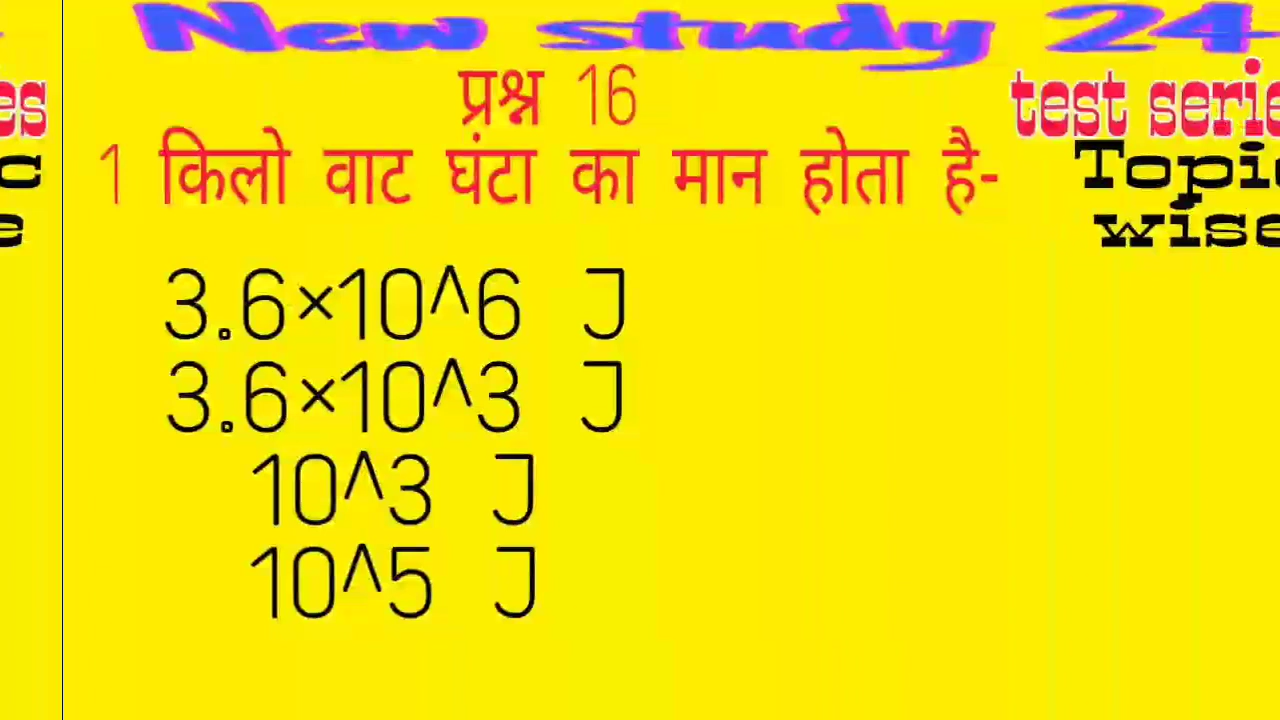 New study 24
प्रश्न 16
1 किलो वाट घंटा का मान होता है-
3.6×10^6 J
3.6×10^3 J
10^3 J
10^5 J
test serie
Topi
wise
es
c
e